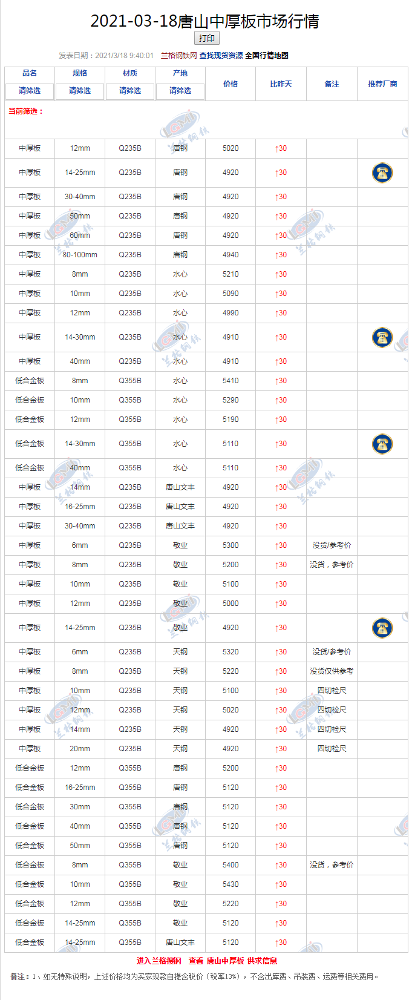 2021-03-18唐山中厚板市场行情
打印
发表日期：2021/3/18 9:40:01 兰格钢铁网 查找现货资源 全国行情地图
品名 规格 材质 产地 价格 比昨天 备注 推荐厂商
请筛选 请筛选 请筛选 请筛选
当前筛选：
中厚板 12mm Q235B 唐钢 5020 ↑30
中厚板 14-25mm Q235B 唐钢 4920 ↑30
中厚板 30-40mm Q235B 唐钢 4920 ↑30
中厚板 50mm Q235B 唐钢 4920 ↑30
中厚板 60mm Q235B 唐钢 4920 ↑30
中厚板 80-100mm Q235B 唐钢 4940 ↑30
中厚板 8mm Q235B 水心 5210 ↑30
中厚板 10mm Q235B 水心 5090 ↑30
中厚板 12mm Q235B 水心 4990 ↑30
中厚板 14-30mm Q235B 水心 4910 ↑30
中厚板 40mm Q235B 水心 4910 ↑30
低合金板 8mm Q355B 水心 5410 ↑30
低合金板 10mm Q355B 水心 5290 ↑30
低合金板 12mm Q355B 水心 5190 ↑30
低合金板 14-30mm Q355B 水心 5110 ↑30
低合金板 40mm Q355B 水心 5110 ↑30
中厚板 14mm Q235B 唐山文丰 4920 ↑30
中厚板 16-25mm Q235B 唐山文丰 4920 ↑30
中厚板 30-40mm Q235B 唐山文丰 4920 ↑30
中厚板 6mm Q235B 敬业 5300 ↑30 没货/参考价
中厚板 8mm Q235B 敬业 5200 ↑30 没货，参考价
中厚板 10mm Q235B 敬业 5100 ↑30
中厚板 12mm Q235B 敬业 5000 ↑30
中厚板 14-25mm Q235B 敬业 4920 ↑30
中厚板 6mm Q235B 天钢 5320 ↑30 没货/参考价
中厚板 8mm Q235B 天钢 5220 ↑30 没货仅供参考
中厚板 10mm Q235B 天钢 5100 ↑30 四切检尺
中厚板 12mm Q235B 天钢 5020 ↑30 四切检尺
中厚板 14mm Q235B 天钢 4920 ↑30 四切检尺
中厚板 20mm Q235B 天钢 4920 ↑30 四切检尺
低合金板 12mm Q355B 唐钢 5200 ↑30
低合金板 16-25mm Q355B 唐钢 5120 ↑30
低合金板 30mm Q355B 唐钢 5120 ↑30
低合金板 40mm Q355B 唐钢 5120 ↑30
低合金板 50mm Q355B 唐钢 5120 ↑30
低合金板 8mm Q355B 敬业 5400 ↑30 没货，参考价
低合金板 10mm Q355B 敬业 5430 ↑30
低合金板 12mm Q355B 敬业 5220 ↑30
低合金板 14-25mm Q355B 敬业 5120 ↑30
低合金板 14-25mm Q355B 唐山文丰 5120 ↑30
进入兰格搜网 查看 唐山中厚板 供求信息
备注：1、如无特殊说明，上述价格均为买家现款自提含税价（税率13%），不含出库费、吊装费、运费等相关费用。